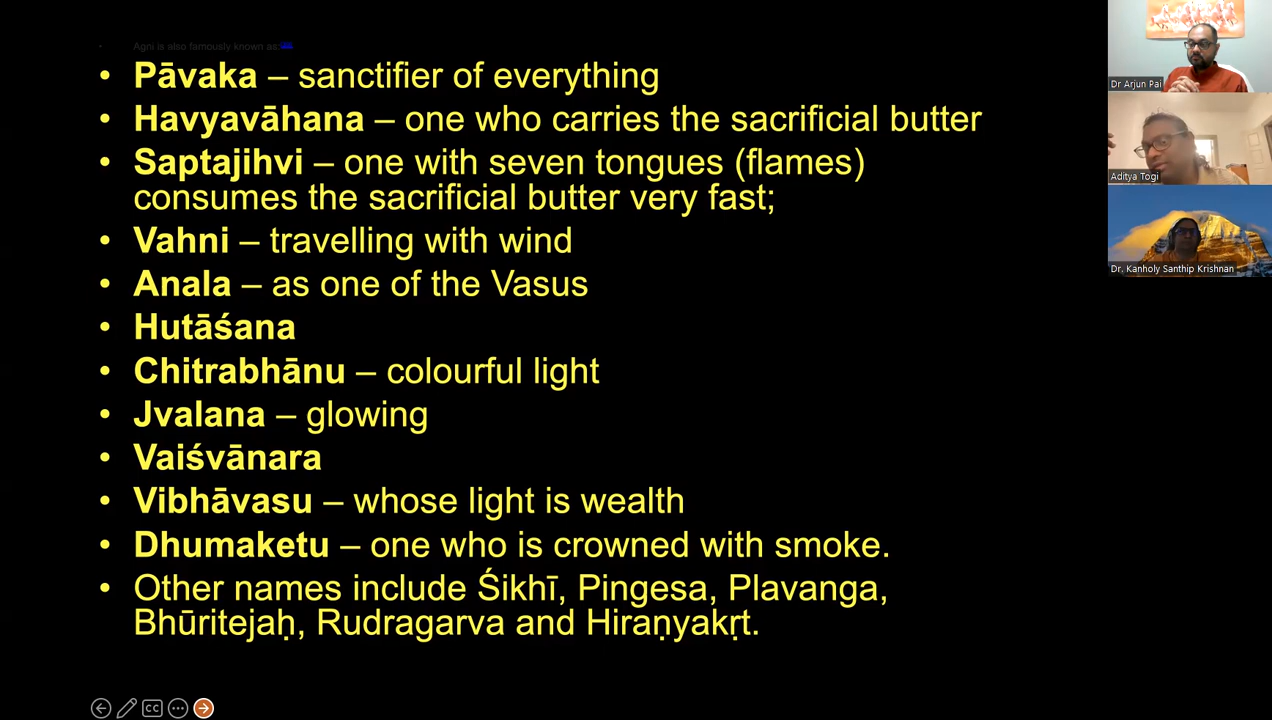 • Agni is also famously known as:
• Pāvaka – sanctifier of everything
• Havyavāhana – one who carries the sacrificial butter
• Saptajihvi – one with seven tongues (flames)
consumes the sacrificial butter very fast;
• Vahni – travelling with wind
• Anala – as one of the Vasus
• Hutāśana
• Chitrabhānu – colourful light
• Jvalana – glowing
• Vaiśvānara
• Vibhāvasu – whose light is wealth
• Dhumaketu – one who is crowned with smoke.
• Other names include Śikhī, Pingesa, Plavanga,
Bhūritejaḥ, Rudragarva and Hiraṇyakṛt.
Dr Arjun Pai
Aditya Togi
Dr. Kanholy Santhip Krishnan
CC